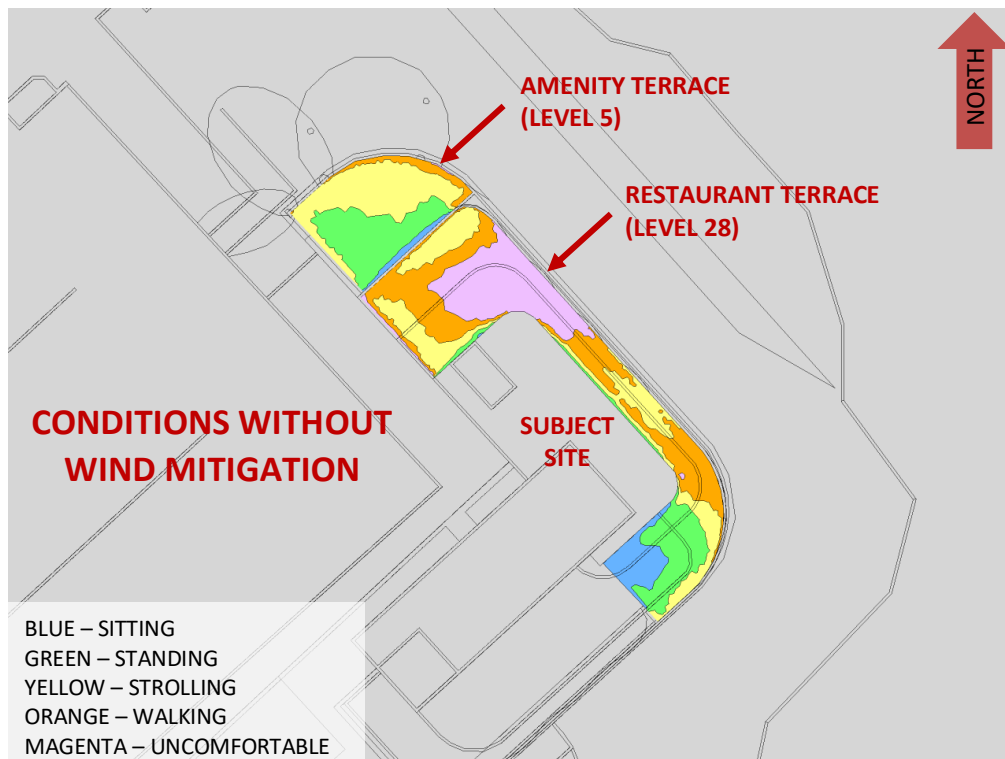 NORTH
AMENITY TERRACE
(LEVEL 5)
RESTAURANT TERRACE
(LEVEL 28)
CONDITIONS WITHOUT
WIND MITIGATION
SUBJECT
SITE
BLUE – SITTING
GREEN – STANDING
YELLOW – STROLLING
ORANGE – WALKING
MAGENTA – UNCOMFORTABLE